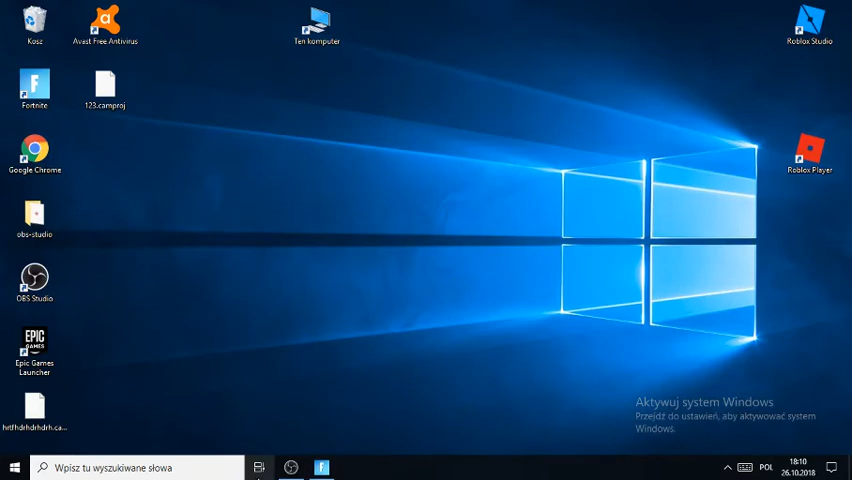 Kosz
Avast Free Antivirus
Ten komputer
Roblox Studio
Fortnite
123.camproj
Google Chrome
Roblox Player
obs-studio
OBS Studio
EPIC
GAMES
Epic Games
Launcher
hrtfhdrhdrhdrh.ca...
Aktywuj system Windows
Przejdź do ustawień, aby aktywować system
Windows.
Wpisz tu wyszukiwane słowa
POL
18:10
26.10.2018